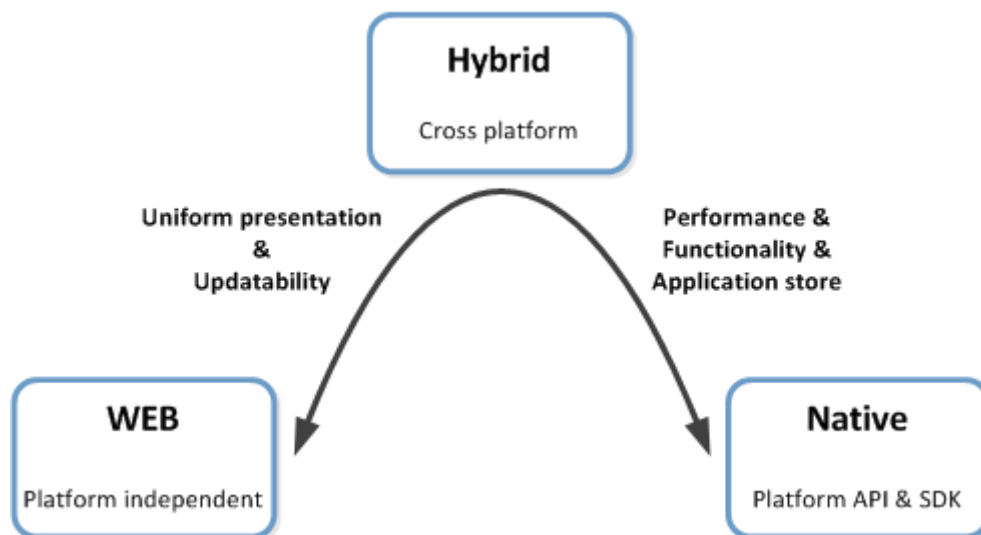 Hybrid
Cross platform
Uniform presentation
&
Updatability
Performance &
Functionality &
Application store
WEB
Platform independent
Native
Platform API & SDK